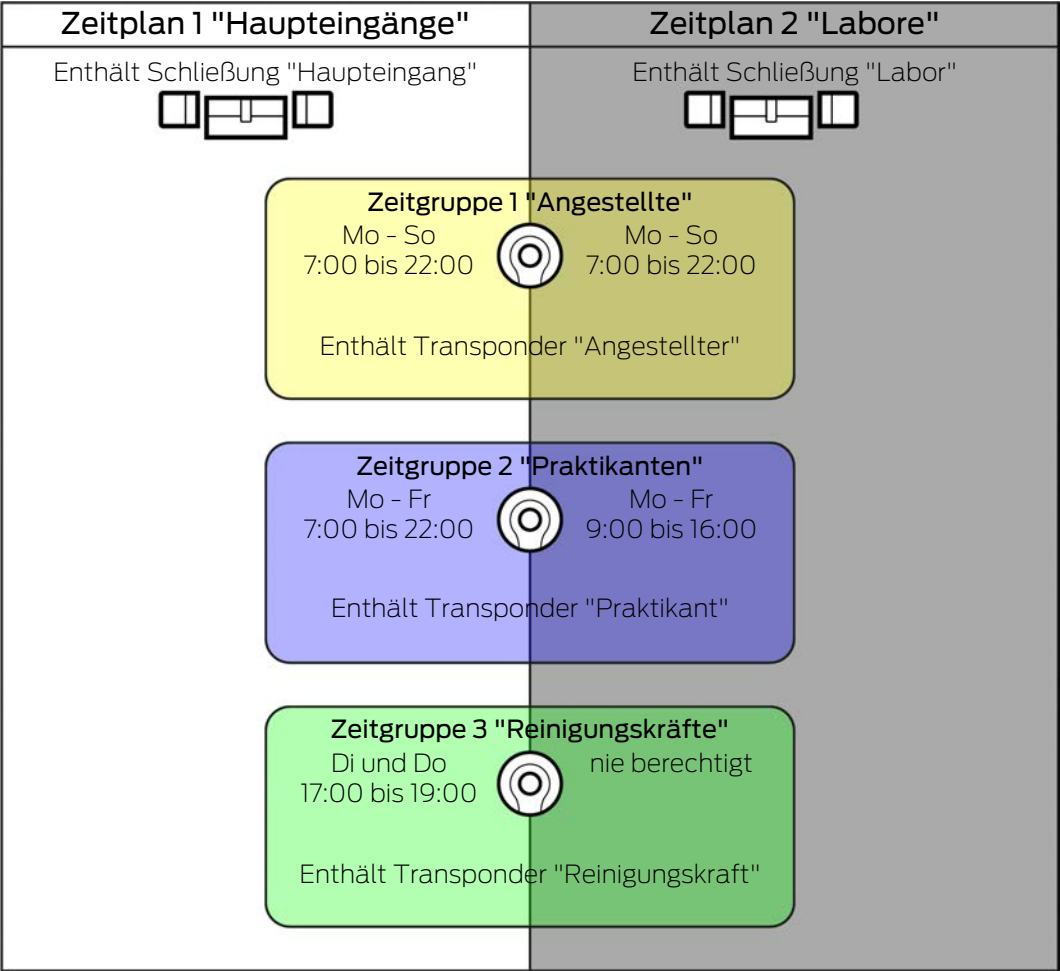 Zeitplan 1 "Haupteingänge"
Zeitplan 2 "Labore"
Enthält Schließung "Haupteingang"
Enthält Schließung "Labor"
Zeitgruppe 1 "Angestellte"
Mo - So
7:00 bis 22:00
Mo - So
7:00 bis 22:00
Enthält Transponder "Angestellter"
Zeitgruppe 2 "Praktikanten"
Mo - Fr
7:00 bis 22:00
Mo - Fr
9:00 bis 16:00
Enthält Transponder "Praktikant"
Zeitgruppe 3 "Reinigungskräfte"
Di und Do
17:00 bis 19:00
nie berechtigt
Enthält Transponder "Reinigungskraft"